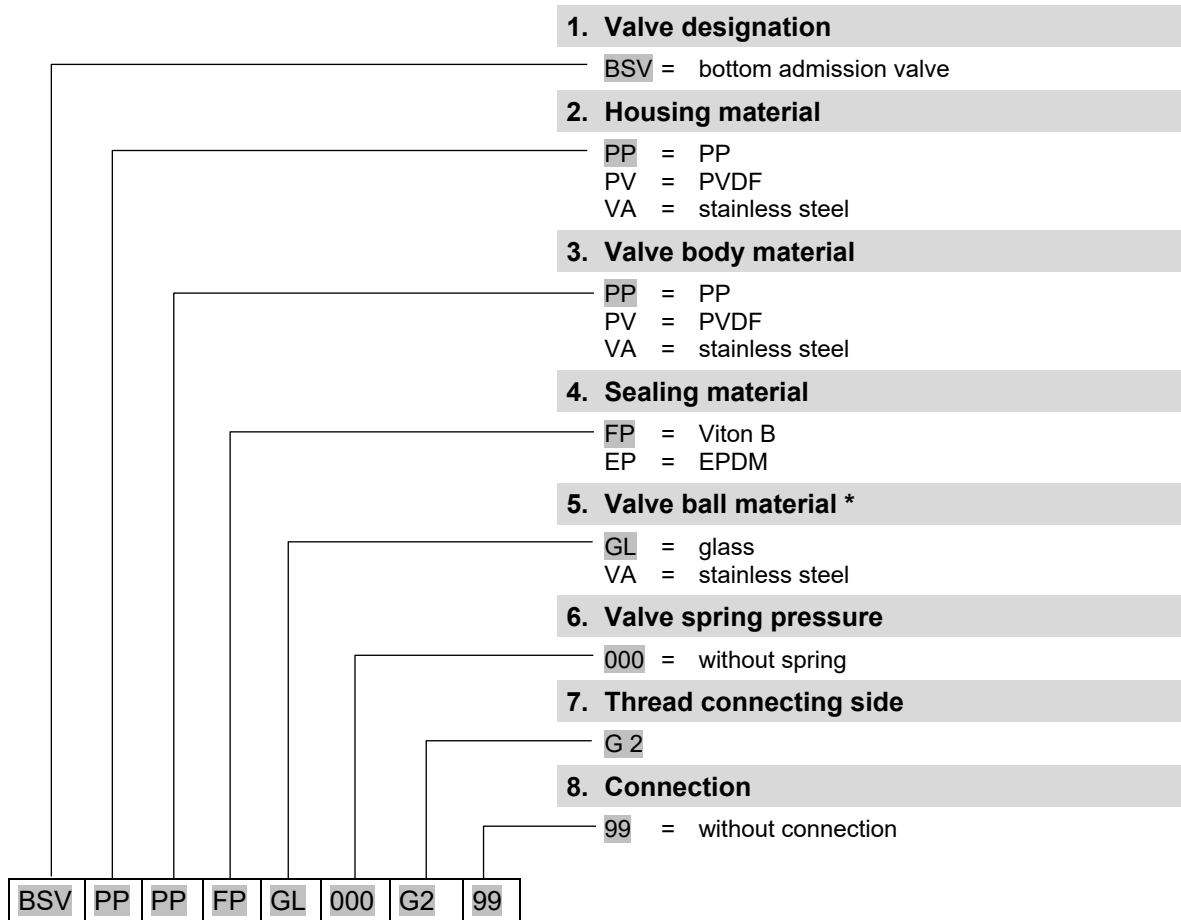 1. Valve designation
BSV = bottom admission valve
2. Housing material
PP = PP
PV = PVDF
VA = stainless steel
3. Valve body material
PP = PP
PV = PVDF
VA = stainless steel
4. Sealing material
FP = Viton B
EP = EPDM
5. Valve ball material *
GL = glass
VA = stainless steel
6. Valve spring pressure
000 = without spring
7. Thread connecting side
G 2
8. Connection
99 = without connection
BSV PP PP FP GL 000 G2 99